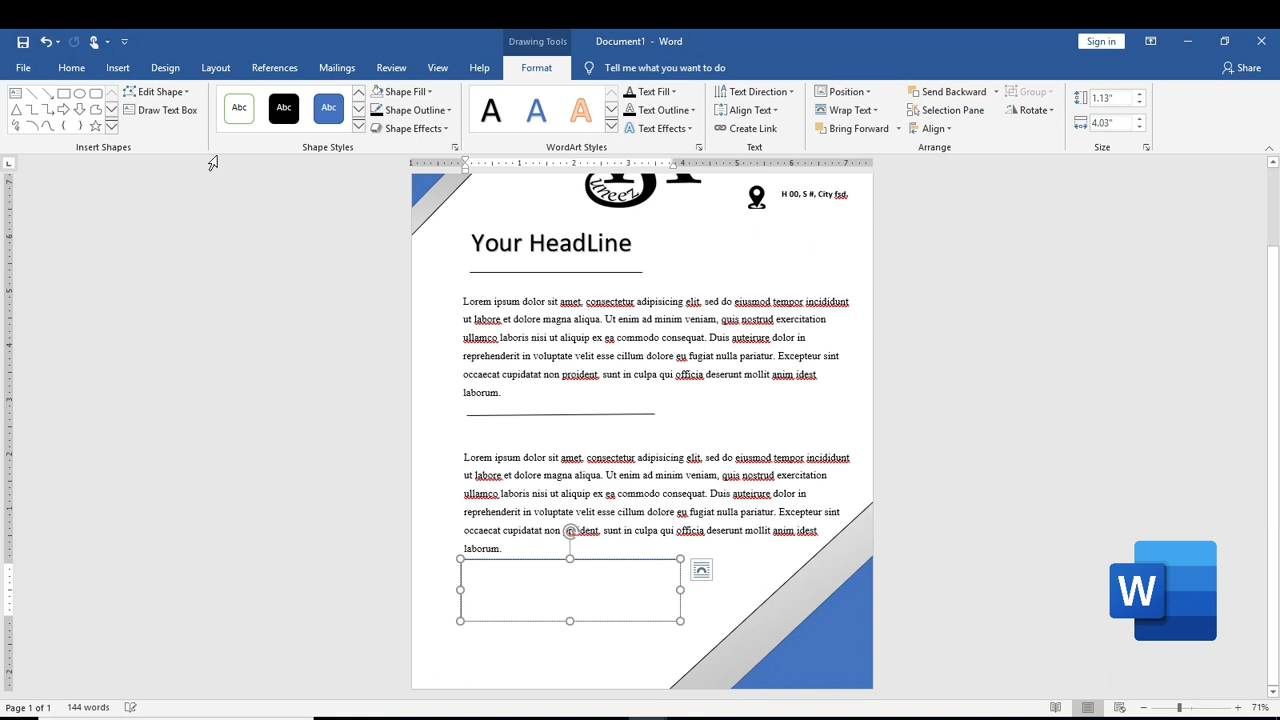 Drawing Tools
Document1 - Word
Sign in
File Home Insert Design Layout References Mailings Review View Help Format Tell me what you want to do Share
Edit Shape
Draw Text Box
Insert Shapes
Abc Abc Abc
Shape Fill
Shape Outline
Shape Effects
Shape Styles
A A A
Text Fill
Text Outline
Text Effects
WordArt Styles
Text Direction
Align Text
Create Link
Text
Position
Wrap Text
Bring Forward
Send Backward
Selection Pane
Align
Group
Rotate
Arrange
1.13"
4.03"
Size
1 1 2 3 4 5 6 7
uneez
H 00, S #, City fsd,
Your HeadLine
Lorem ipsum dolor sit amet, consectetur adipisicing elit, sed do eiusmod tempor incididunt
ut labore et dolore magna aliqua. Ut enim ad minim veniam, quis nostrud exercitation
ullamco laboris nisi ut aliquip ex ea commodo consequat. Duis auteirure dolor in
reprehenderit in voluptate velit esse cillum dolore eu fugiat nulla pariatur. Excepteur sint
occaecat cupidatat non proident, sunt in culpa qui officia deserunt mollit anim idest
laborum.
Lorem ipsum dolor sit amet, consectetur adipisicing elit, sed do eiusmod tempor incididunt
ut labore et dolore magna aliqua. Ut enim ad minim veniam, quis nostrud exercitation
ullamco laboris nisi ut aliquip ex ea commodo consequat. Duis auteirure dolor in
reprehenderit in voluptate velit esse cillum dolore eu fugiat nulla pariatur. Excepteur sint
occaecat cupidatat non proident, sunt in culpa qui officia deserunt mollit anim idest
laborum.
W
Page 1 of 1 144 words
71%